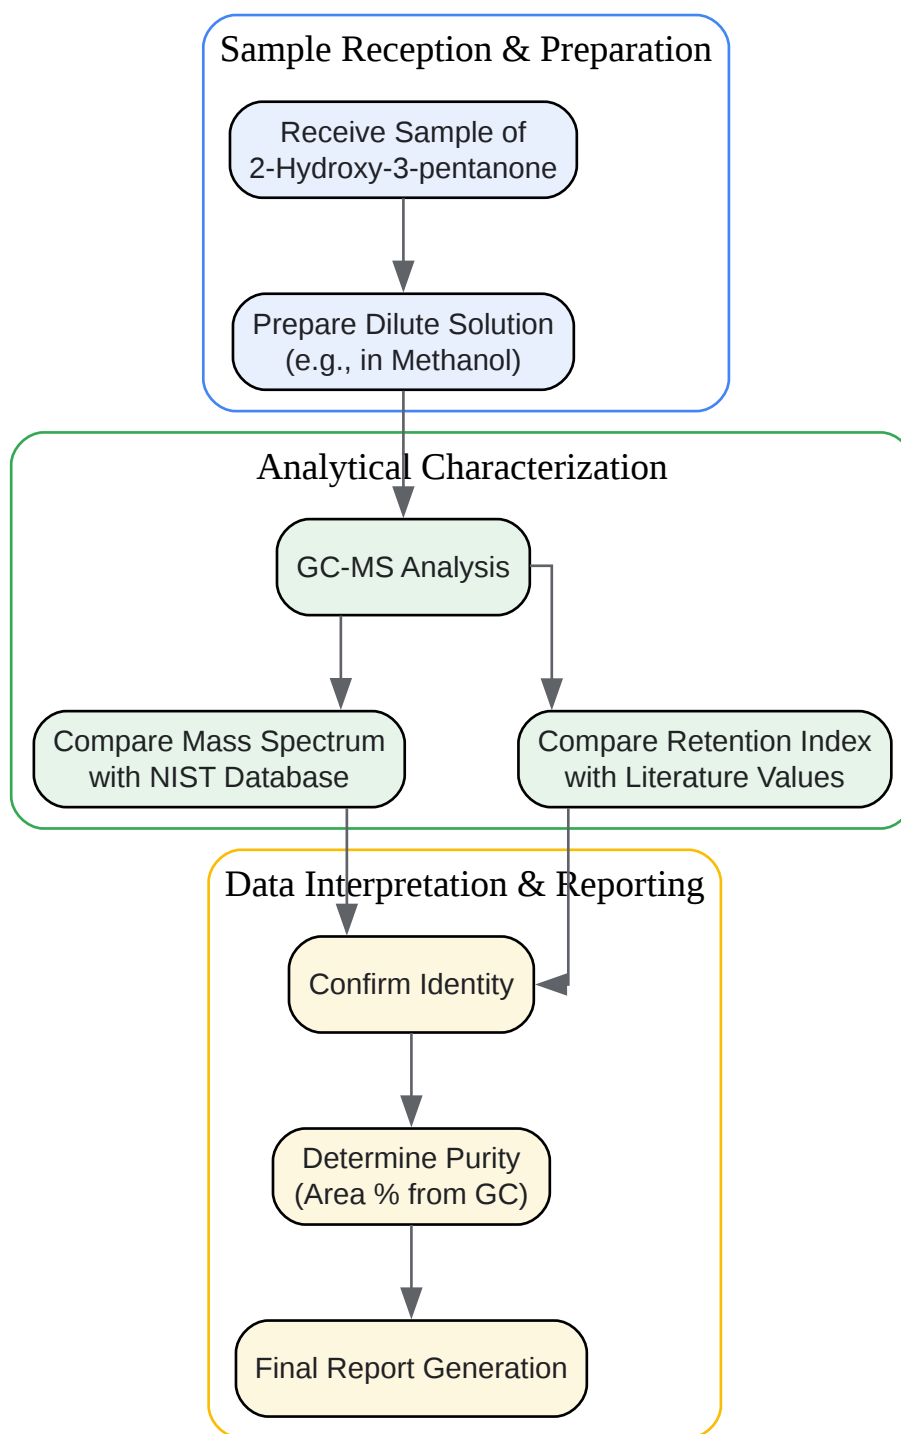 Sample Reception & Preparation
Receive Sample of
2-Hydroxy-3-pentanone
Prepare Dilute Solution
(e.g., in Methanol)
Analytical Characterization
GC-MS Analysis
Compare Mass Spectrum
with NIST Database
Compare Retention Index
with Literature Values
Data Interpretation & Reporting
Confirm Identity
Determine Purity
(Area % from GC)
Final Report Generation